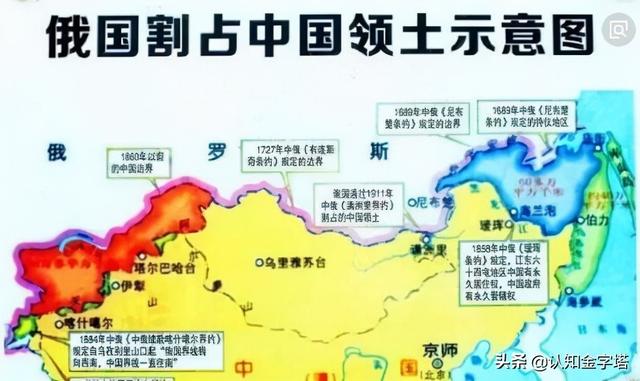 俄国割占中国领土示意图
1689年中俄《尼布
楚条约》规定的边界
1689年中俄《尼布楚
条约》规定的待议地区
俄
罗
斯
1860年以前
的中国边界
1727年中俄《布连斯
奇条约》规定的边界
俄国通过1911年
中俄《满洲里界约》
割占的中国领土
尼布楚
60多万
平方千米
瑷珲
海兰泡
伯力
满洲里
塔尔巴哈台
伊犁
乌里雅苏台
1858年中俄《瑷珲
条约》规定,江东六
十四屯地区中国有永
久居住权,中国政府
有永久管辖权
海参崴
喀什噶尔
1884年中俄《中俄续勘喀什噶尔界约》
规定自乌孜别里山口起“俄国界线转
向西南,中国界线一直往南”
京师
(北京)
日本海
头条 @认知金字塔